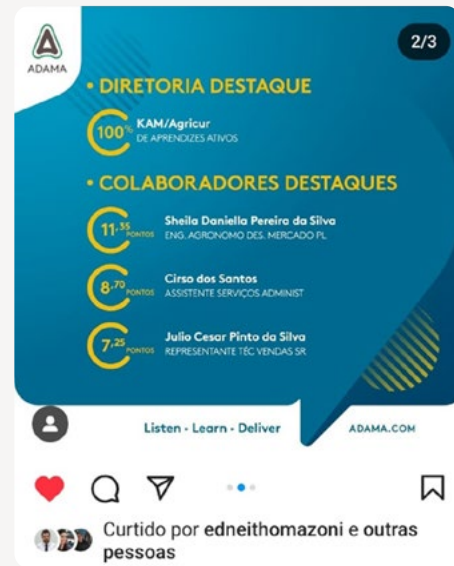 ADAMA
2/3
• DIRETORIA DESTAQUE
100%
KAM/Agricur
DE APRENDIZES ATIVOS
• COLABORADORES DESTAQUES
11,35 PONTOS
Sheila Daniella Pereira da Silva
ENG. AGRONOMO DES. MERCADO PL
8,70 PONTOS
Cirso dos Santos
ASSISTENTE SERVIÇOS ADMINIST
7,25 PONTOS
Julio Cesar Pinto da Silva
REPRESENTANTE TÉC VENDAS SR
Listen - Learn - Deliver
ADAMA.COM
Curtido por edneithomazoni e outras
pessoas